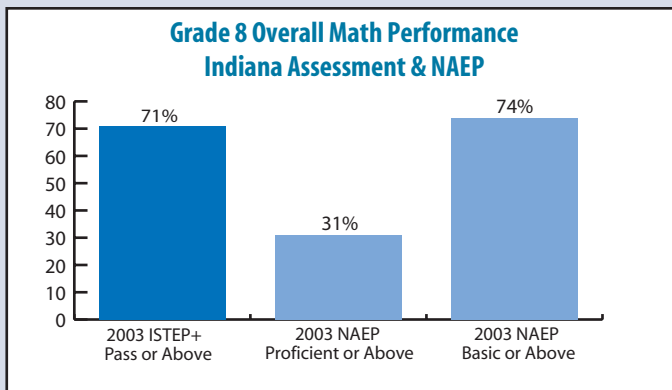 Grade 8 Overall Math Performance
Indiana Assessment & NAEP
80
70
60
50
40
30
20
10
0
71%
31%
74%
2003 ISTEP+
Pass or Above
2003 NAEP
Proficient or Above
2003 NAEP
Basic or Above